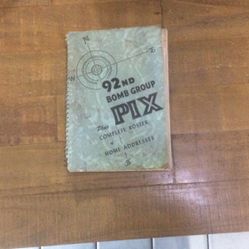 N
92ND
BOMB GROUP
PIX
Plus
COMPLETE ROSTER
HOME ADDRESSES